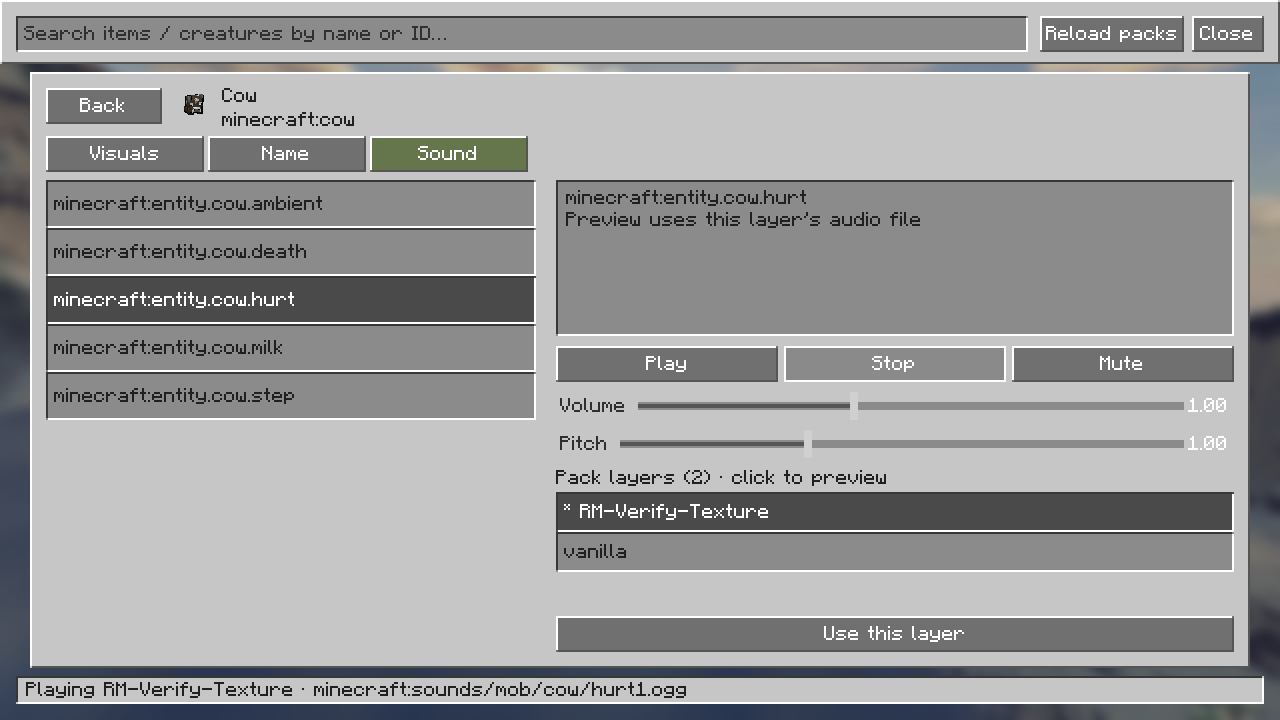 Search items / creatures by name or ID...
Reload packs
Close
Back
Cow
minecraft:cow
Visuals
Name
Sound
minecraft:entity.cow.ambient
minecraft:entity.cow.death
minecraft:entity.cow.hurt
minecraft:entity.cow.milk
minecraft:entity.cow.step
minecraft:entity.cow.hurt
Preview uses this layer's audio file
Play
Stop
Mute
Volume 1.00
Pitch 1.00
Pack layers (2) · click to preview
* RM-Verify-Texture
vanilla
Use this layer
Playing RM-Verify-Texture · minecraft:sounds/mob/cow/hurt1.ogg